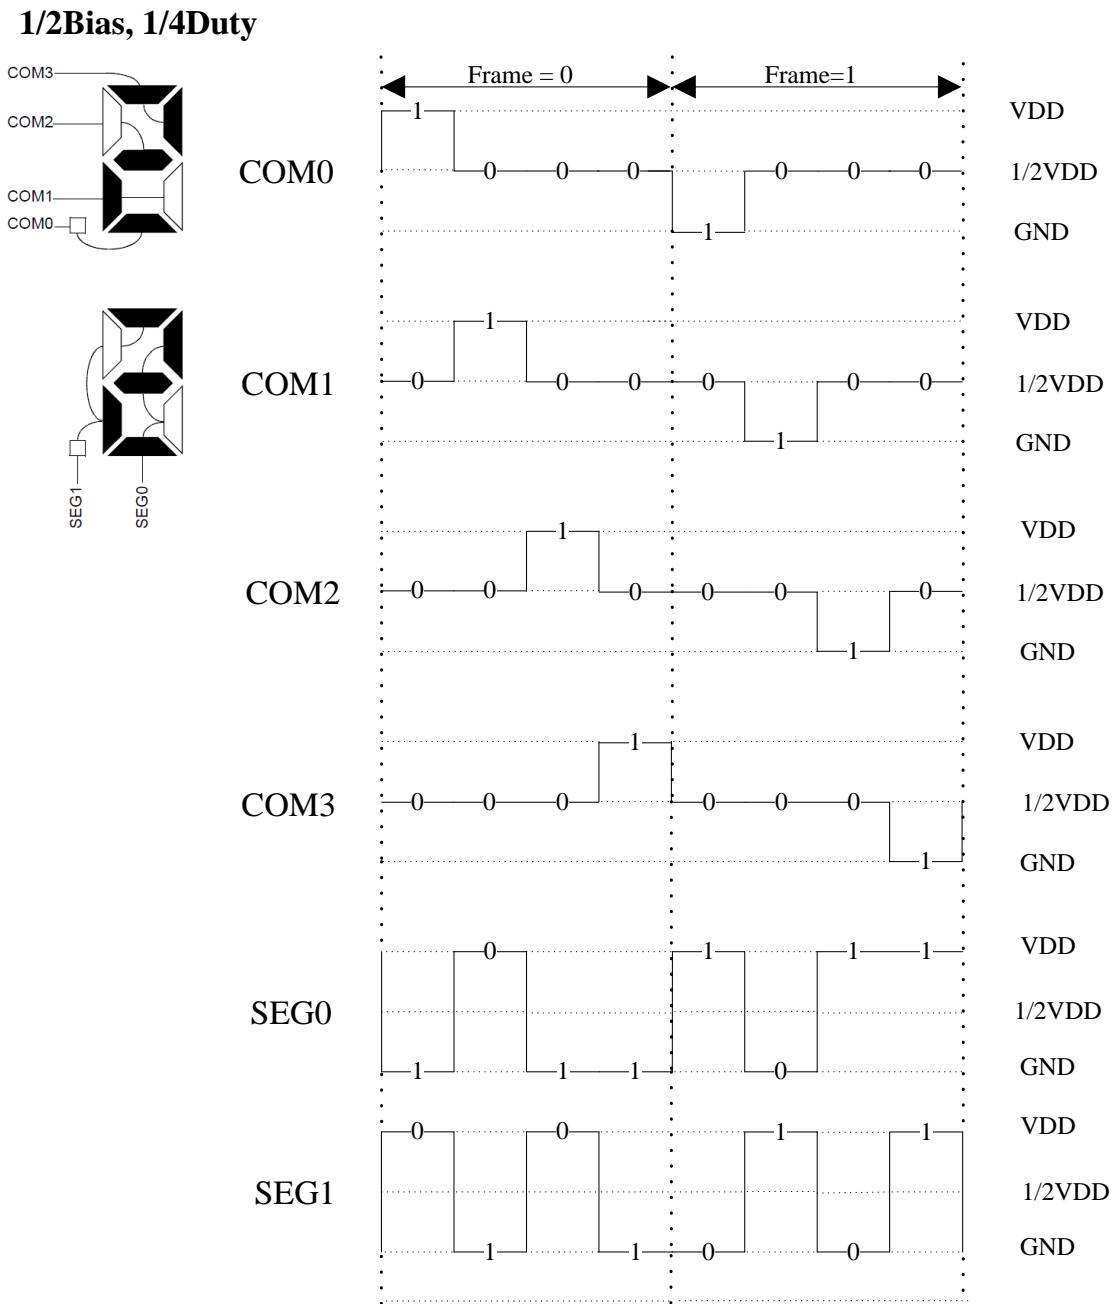 1/2Bias, 1/4Duty
COM3
COM2
COM1
COM0
SEG1
SEG0
Frame = 0
Frame=1
COM0
1 0 0 0 1 0 0 0
VDD
1/2VDD
GND
COM1
0 1 0 0 0 1 0 0
VDD
1/2VDD
GND
COM2
0 0 1 0 0 0 1 0
VDD
1/2VDD
GND
COM3
0 0 0 1 0 0 0 1
VDD
1/2VDD
GND
SEG0
1 0 1 1 1 0 1 1
VDD
1/2VDD
GND
SEG1
0 1 0 1 0 1 0 1
VDD
1/2VDD
GND